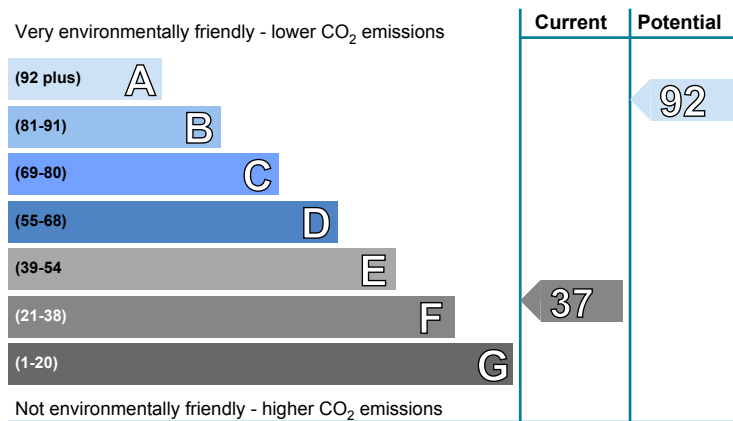 Current Potential
Very environmentally friendly - lower CO2 emissions
(92 plus) A
92
(81-91) B
(69-80) C
(55-68) D
(39-54 E
(21-38) F 37
(1-20) G
Not environmentally friendly - higher CO2 emissions